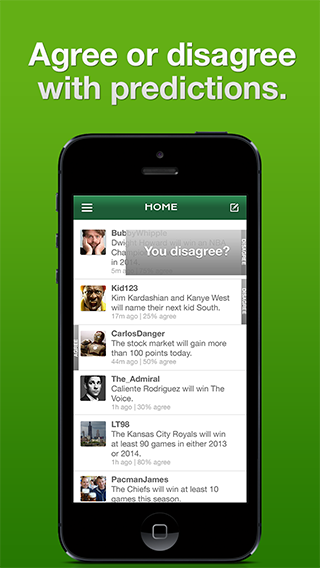 Agree or disagree
with predictions.
HOME
BubbyWhipple
Dwight Howard will win an NBA
Champion
in 2014.
5m a
You disagree?
DISAGREE
Kid123
Kim Kardashian and Kanye West
will name their next kid South.
17m ago | 25% agree
DISAGREE
AGREE
CarlosDanger
The stock market will gain more
than 100 points today.
44m ago | 50% agree
The_Admiral
Caliente Rodriguez will win The
Voice.
1h ago | 30% agree
LT98
The Kansas City Royals will win
at least 90 games in either 2013
or 2014.
1h ago | 80% agree
PacmanJames
The Chiefs will win at least 10
games this season.